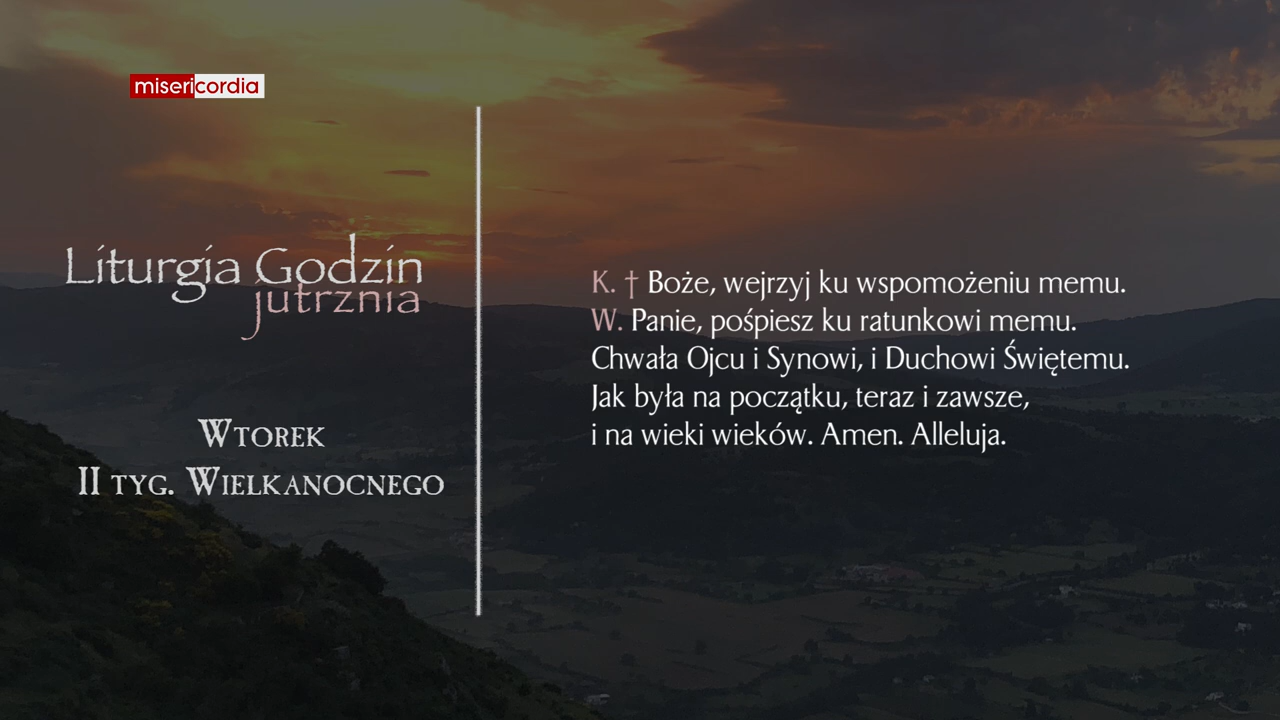 misericordia
Liturgia Godzin
jutrznia
Wtorek
II tyg. Wielkanocnego
K. † Boże, wejrzyj ku wspomożeniu memu.
W. Panie, pośpiesz ku ratunkowi memu.
Chwała Ojcu i Synowi, i Duchowi Świętemu.
Jak była na początku, teraz i zawsze,
i na wieki wieków. Amen. Alleluja.